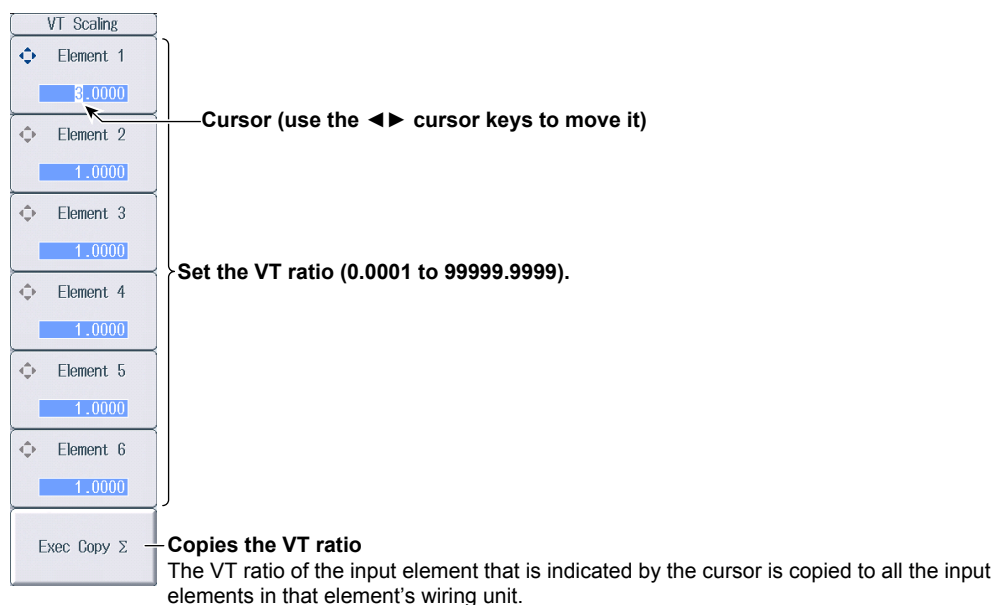 VT Scaling
Element 1
3.0000
Cursor (use the ◄► cursor keys to move it)
Element 2
1.0000
Element 3
1.0000
Set the VT ratio (0.0001 to 99999.9999).
Element 4
1.0000
Element 5
1.0000
Element 6
1.0000
Exec Copy Σ
Copies the VT ratio
The VT ratio of the input element that is indicated by the cursor is copied to all the input
elements in that element's wiring unit.